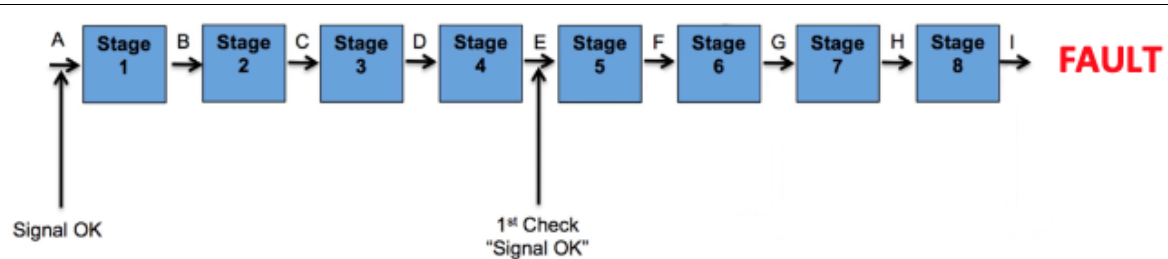 A
Stage
1
B
Stage
2
C
Stage
3
D
Stage
4
E
Stage
5
F
Stage
6
G
Stage
7
H
Stage
8
I
FAULT
Signal OK
1st Check
"Signal OK"